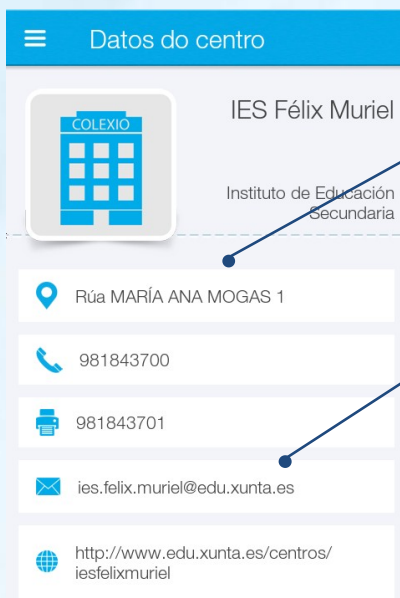 Datos do centro
COLEXIO
IES Félix Muriel
Instituto de Educación
Secundaria
Rúa MARÍA ANA MOGAS 1
981843700
981843701
ies.felix.muriel@edu.xunta.es
http://www.edu.xunta.es/centros/
iesfelixmuriel